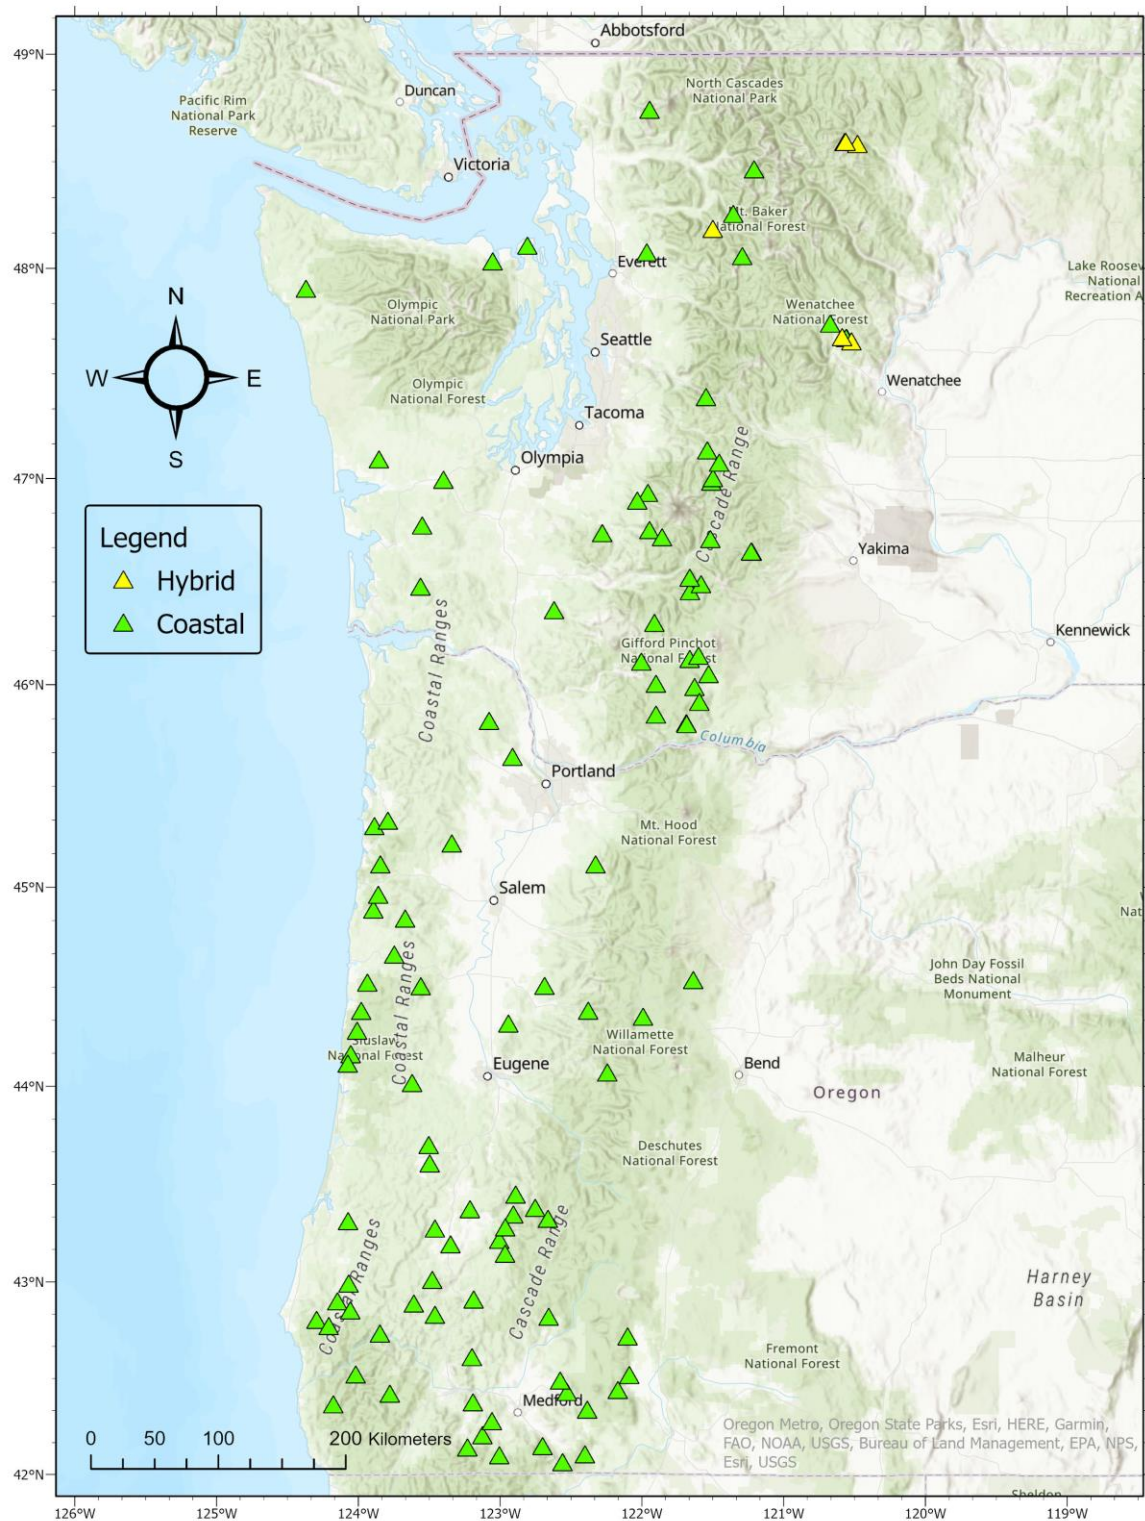 Abbotsford
49°N
North Cascades
National Park
Duncan
Pacific Rim
National Park
Reserve
Victoria
Mt. Baker
National Forest
Everett
48°N
Lake Roosev
National
Recreation A
Olympic
National Park
Wenatchee
National Forest
N
W
E
S
Seattle
Olympic
National Forest
Wenatchee
Tacoma
Olympia
47°N
Cascade Range
Legend
Hybrid
Coastal
Yakima
Coastal Ranges
Gifford Pinchot
National Forest
Kennewick
46°N
Columbia
Portland
Mt. Hood
National Forest
45°N
Salem
Nat
Coastal Ranges
John Day Fossil
Beds National
Monument
Siuslaw
National Forest
Willamette
National Forest
Eugene
Bend
Malheur
National Forest
44°N
Oregon
Deschutes
National Forest
Coastal Ranges
Cascade Range
43°N
Harney
Basin
Fremont
National Forest
Medford
0 50 100 200 Kilometers
Oregon Metro, Oregon State Parks, Esri, HERE, Garmin,
FAO, NOAA, USGS, Bureau of Land Management, EPA, NPS,
Esri, USGS
42°N
Sheldon
126°W 125°W 124°W 123°W 122°W 121°W 120°W 119°W